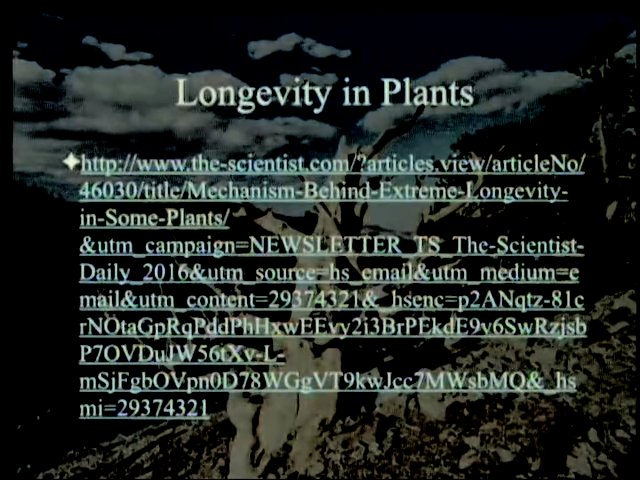 Longevity in Plants
http://www.the-scientist.com/?articles.view/articleNo/
46030/title/Mechanism-Behind-Extreme-Longevity-
in-Some-Plants/
&utm_campaign=NEWSLETTER_TS_The-Scientist-
Daily_2016&utm_source=hs_email&utm_medium=e
mail&utm_content=29374321&_hsenc=p2ANqtz-81c
rNOtaGpRqPddPhHxwEEvy2i3BrPEkdE9v6SwRzjsb
P7OVDuJW56tXy-L-
mSjFgbOVpn0D78WGgVT9kwJcc7MWsbMQ&_hs
mi=29374321